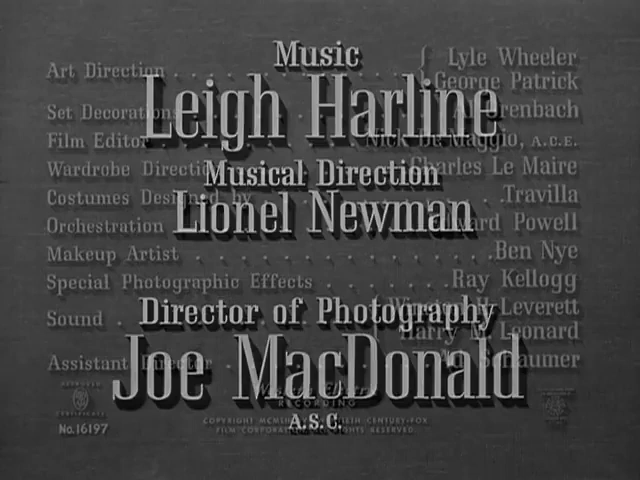 Music
Leigh Harline
Musical Direction
Lionel Newman
Director of Photography
Joe MacDonald
A.S.C.
Art Direction . . . Lyle Wheeler
George Patrick
Set Decorations
Film Editor . Nick De Maggio, A.C.E.
Wardrobe Direction Charles Le Maire
Costumes Designed by . . . Travilla
Orchestration Powell
Makeup Artist . . . . . . . . . . . . . Ben Nye
Special Photographic Effects . . . . . Ray Kellogg
Sound . Leverett
Harry M. Leonard
Assistant Director
RECORDING
No. 16197